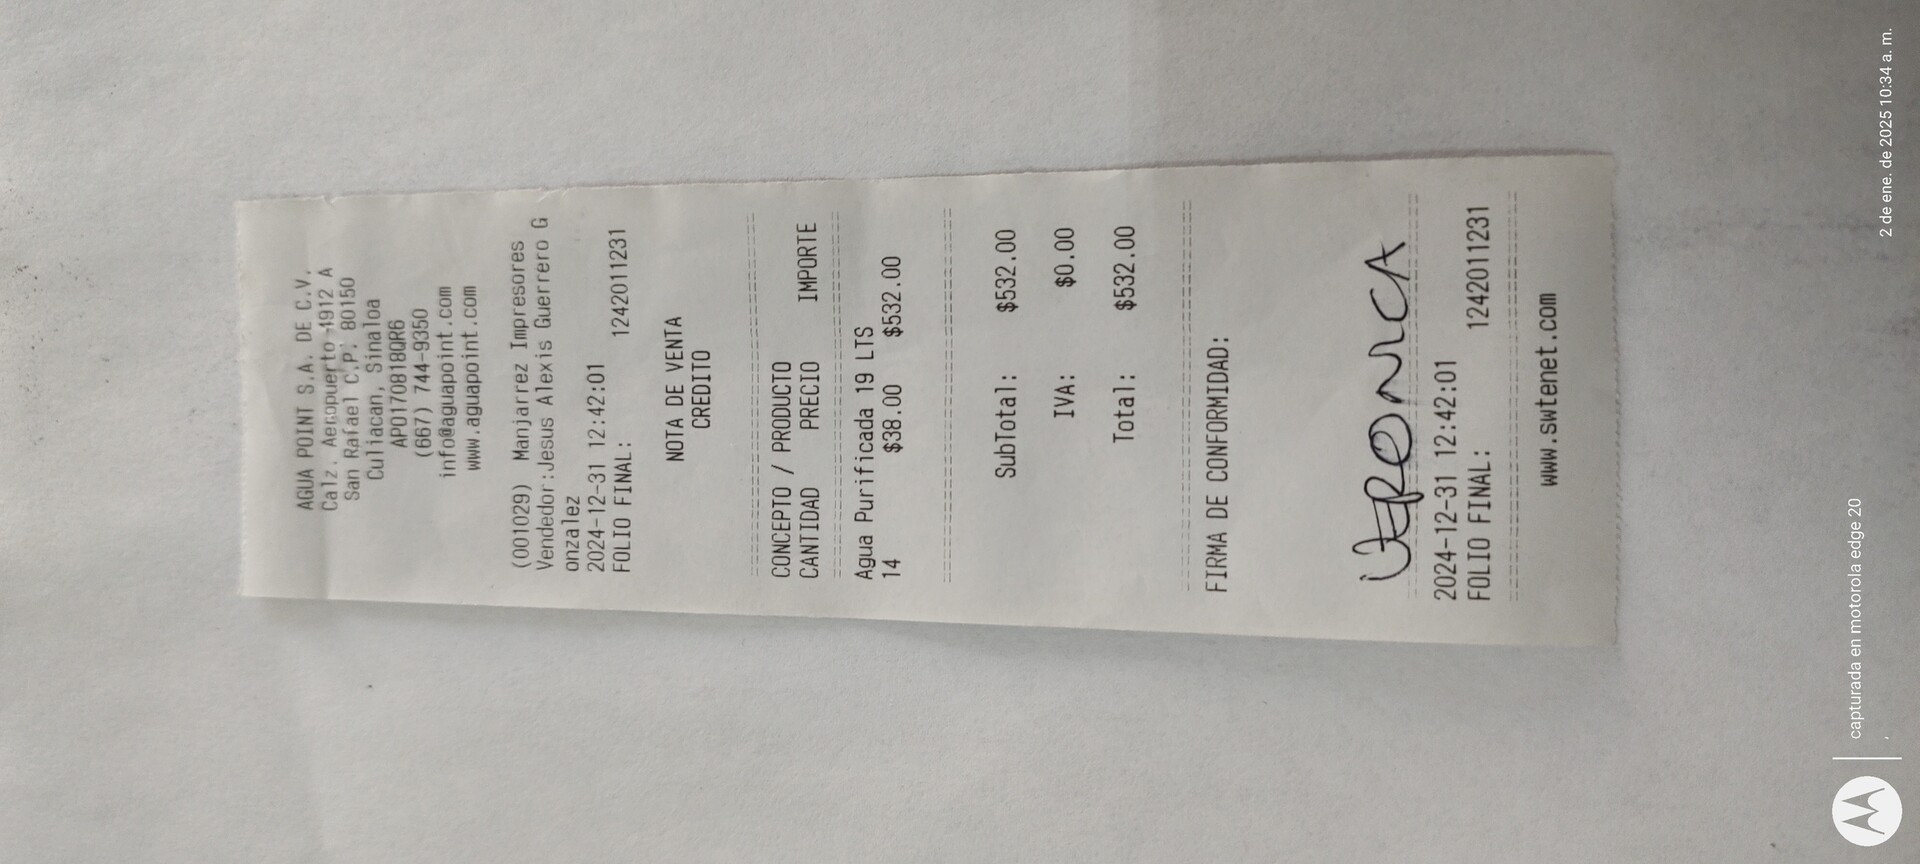 AGUA POINT S.A. DE C.V.
Calz. Aeropuerto 4912 A
San Rafael C.P. 80150
Culiacan, Sinaloa
APO170818QR6
(667) 744-9350
info@aguapoint.com
www.aguapoint.com
(001029) Manjarrez Impresores
Vendedor:Jesus Alexis Guerrero G
onzalez
2024-12-31 12:42:01
FOLIO FINAL: 1242011231
NOTA DE VENTA
CREDITO
CONCEPTO / PRODUCTO
CANTIDAD PRECIO IMPORTE
Agua Purificada 19 LTS
14 $38.00 $532.00
SubTotal: $532.00
IVA: $0.00
Total: $532.00
FIRMA DE CONFORMIDAD:
VERONICA
2024-12-31 12:42:01
FOLIO FINAL: 1242011231
www.swtenet.com
capturada en motorola edge 20
2 de ene. de 2025 10:34 a. m.